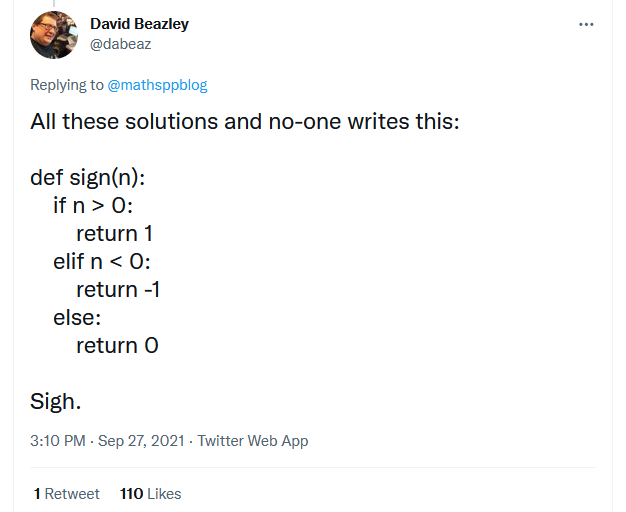 David Beazley
@dabeaz
Replying to @mathsppblog
All these solutions and no-one writes this:
def sign(n):
    if n > 0:
        return 1
    elif n < 0:
        return -1
    else:
        return 0
Sigh.
3:10 PM · Sep 27, 2021 · Twitter Web App
1 Retweet 110 Likes